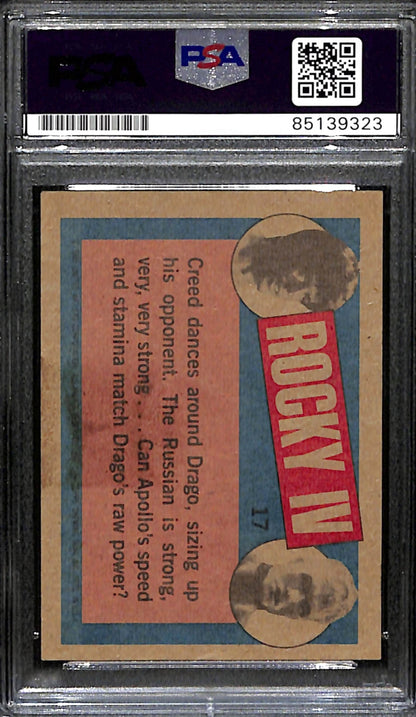 PSA
PSA
85139323
ROCKY IV
17
Creed dances around Drago, sizing up
his opponent. The Russian is strong,
very, very strong . . . Can Apollo's speed
and stamina match Drago's raw power?